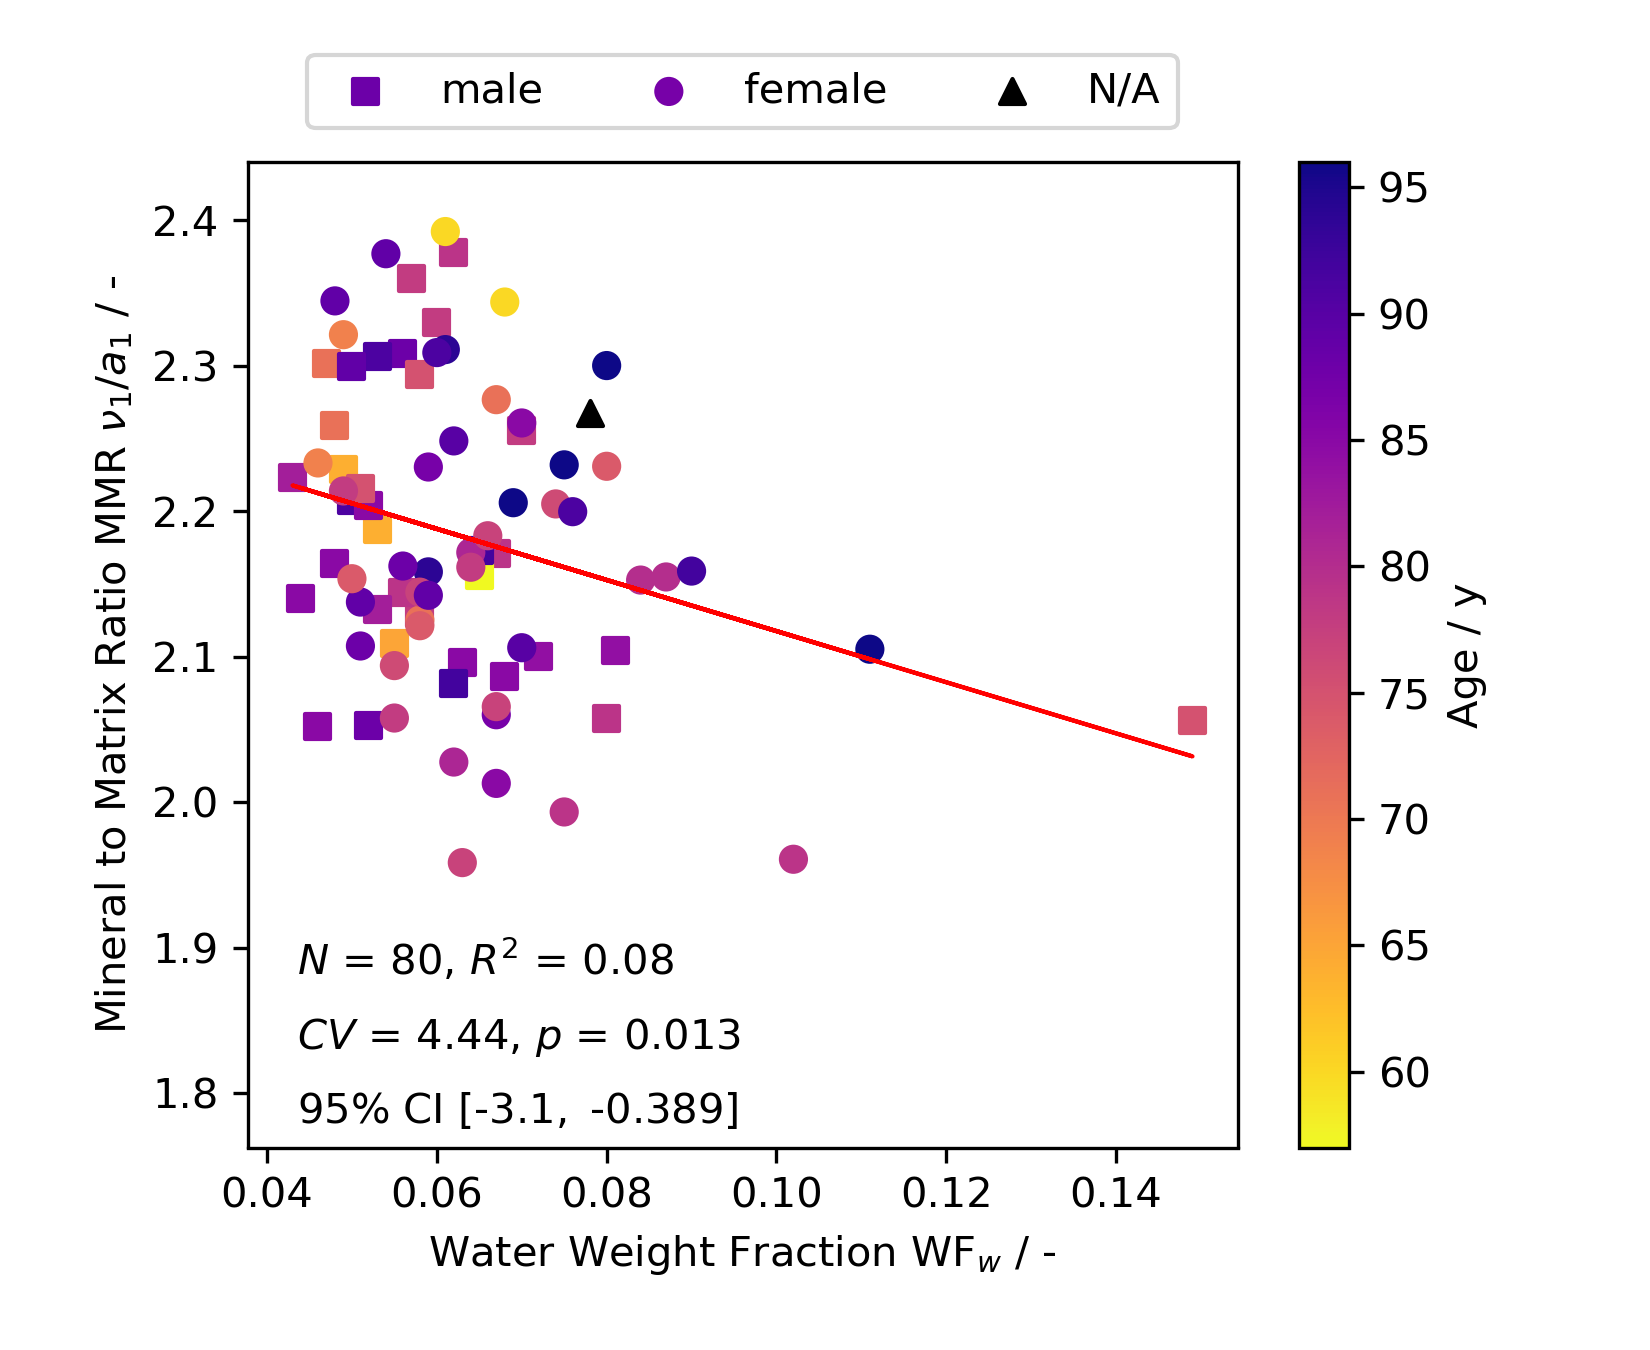 male female N/A
2.4
2.3
2.2
2.1
2.0
1.9
1.8
Mineral to Matrix Ratio MMR ν₁/a₁ / -
N = 80, R² = 0.08
CV = 4.44, p = 0.013
95% CI [-3.1, -0.389]
0.04 0.06 0.08 0.10 0.12 0.14
Water Weight Fraction WF_w / -
95
90
85
80
75
70
65
60
Age / y